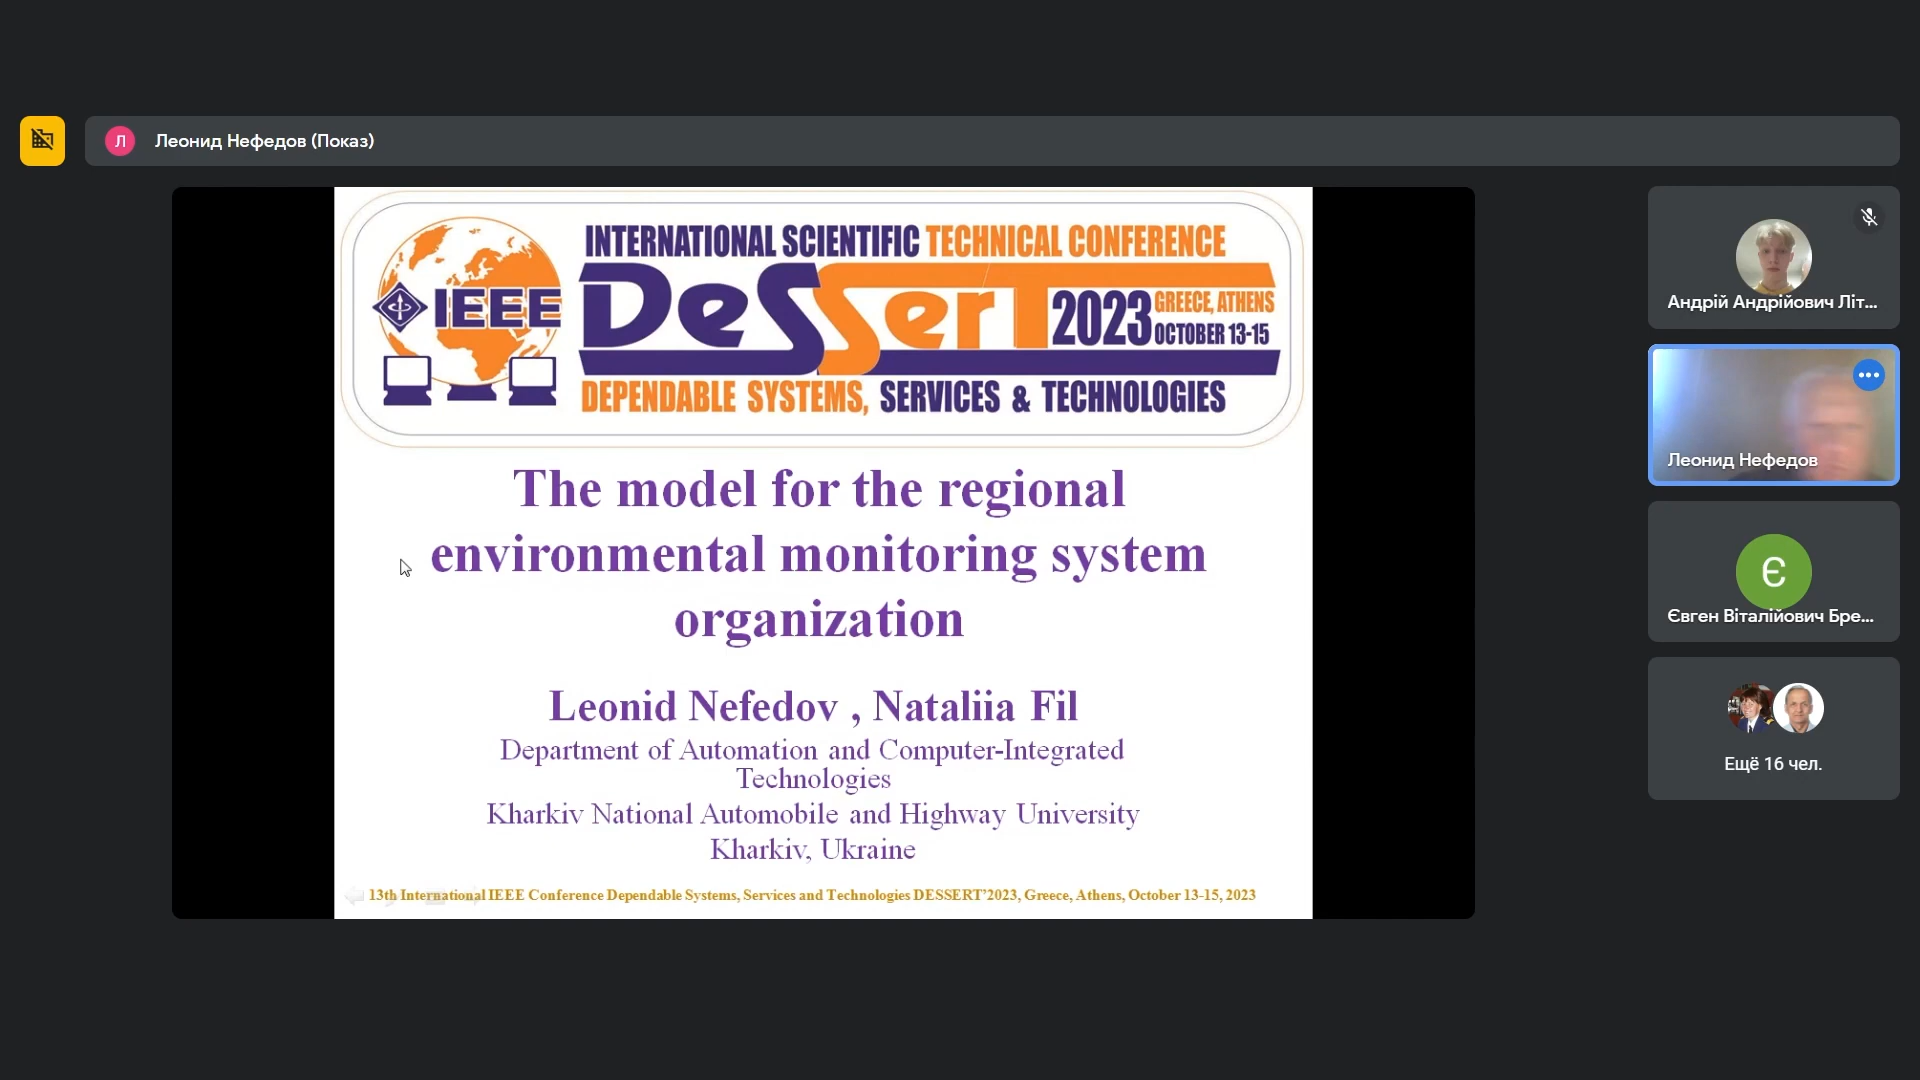 Л Леонид Нефедов (Показ)
IEEE
INTERNATIONAL SCIENTIFIC TECHNICAL CONFERENCE
DeSSerT 2023 GREECE, ATHENS
OCTOBER 13-15
DEPENDABLE SYSTEMS, SERVICES & TECHNOLOGIES
The model for the regional
environmental monitoring system
organization
Leonid Nefedov , Nataliia Fil
Department of Automation and Computer-Integrated
Technologies
Kharkiv National Automobile and Highway University
Kharkiv, Ukraine
13th International IEEE Conference Dependable Systems, Services and Technologies DESSERT’2023, Greece, Athens, October 13-15, 2023
Андрій Андрійович Літ...
Леонид Нефедов
Є
Євген Віталійович Бре...
Ещё 16 чел.